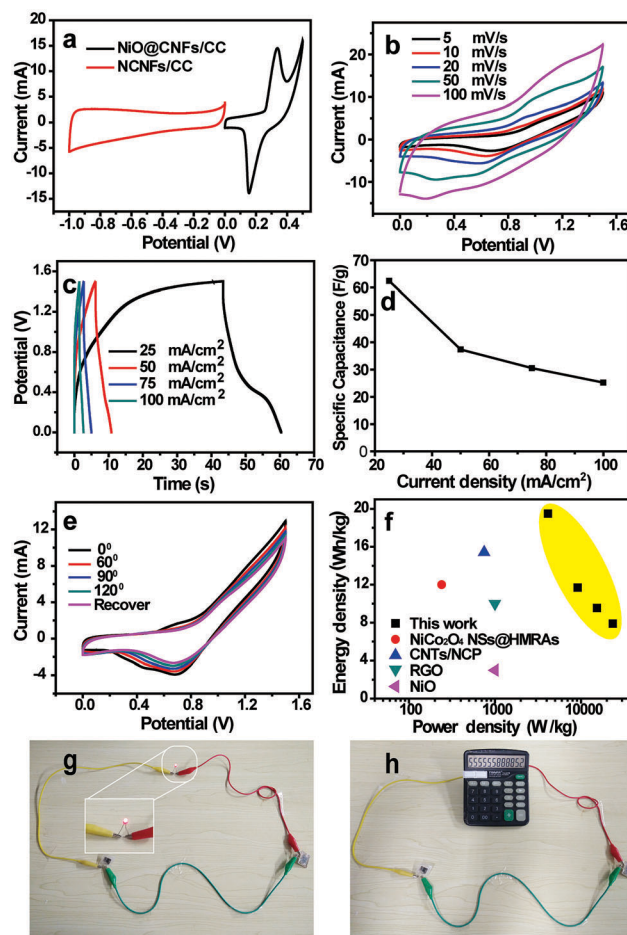 a
NiO@CNFs/CC
NCNFs/CC
Current (mA)
15
10
5
0
-5
-10
-15
-1.0 -0.8 -0.6 -0.4 -0.2 0.0 0.2 0.4
Potential (V)
b
5 mV/s
10 mV/s
20 mV/s
50 mV/s
100 mV/s
Current (mA)
20
10
0
-10
0.0 0.4 0.8 1.2 1.6
Potential (V)
c
25 mA/cm²
50 mA/cm²
75 mA/cm²
100 mA/cm²
Potential (V)
1.6
1.2
0.8
0.4
0.0
0 10 20 30 40 50 60 70
Time (s)
d
Specific Capacitance (F/g)
70
60
50
40
30
20
10
0
20 40 60 80 100
Current density (mA/cm²)
e
0⁰
60⁰
90⁰
120⁰
Recover
Current (mA)
12
8
4
0
-4
0.0 0.4 0.8 1.2 1.6
Potential (V)
f
This work
NiCo₂O₄ NSs@HMRAs
CNTs/NCP
RGO
NiO
Energy density (Wh/kg)
20
16
12
8
4
0
100 1000 10000
Power density (W/kg)
g
h